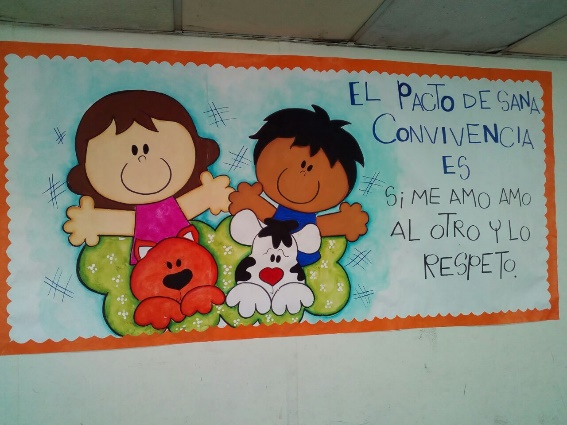 EL PACTO DE SANA
CONVIVENCIA
ES
Si ME AMO AMO
AL OTRO Y LO
RESPETO.